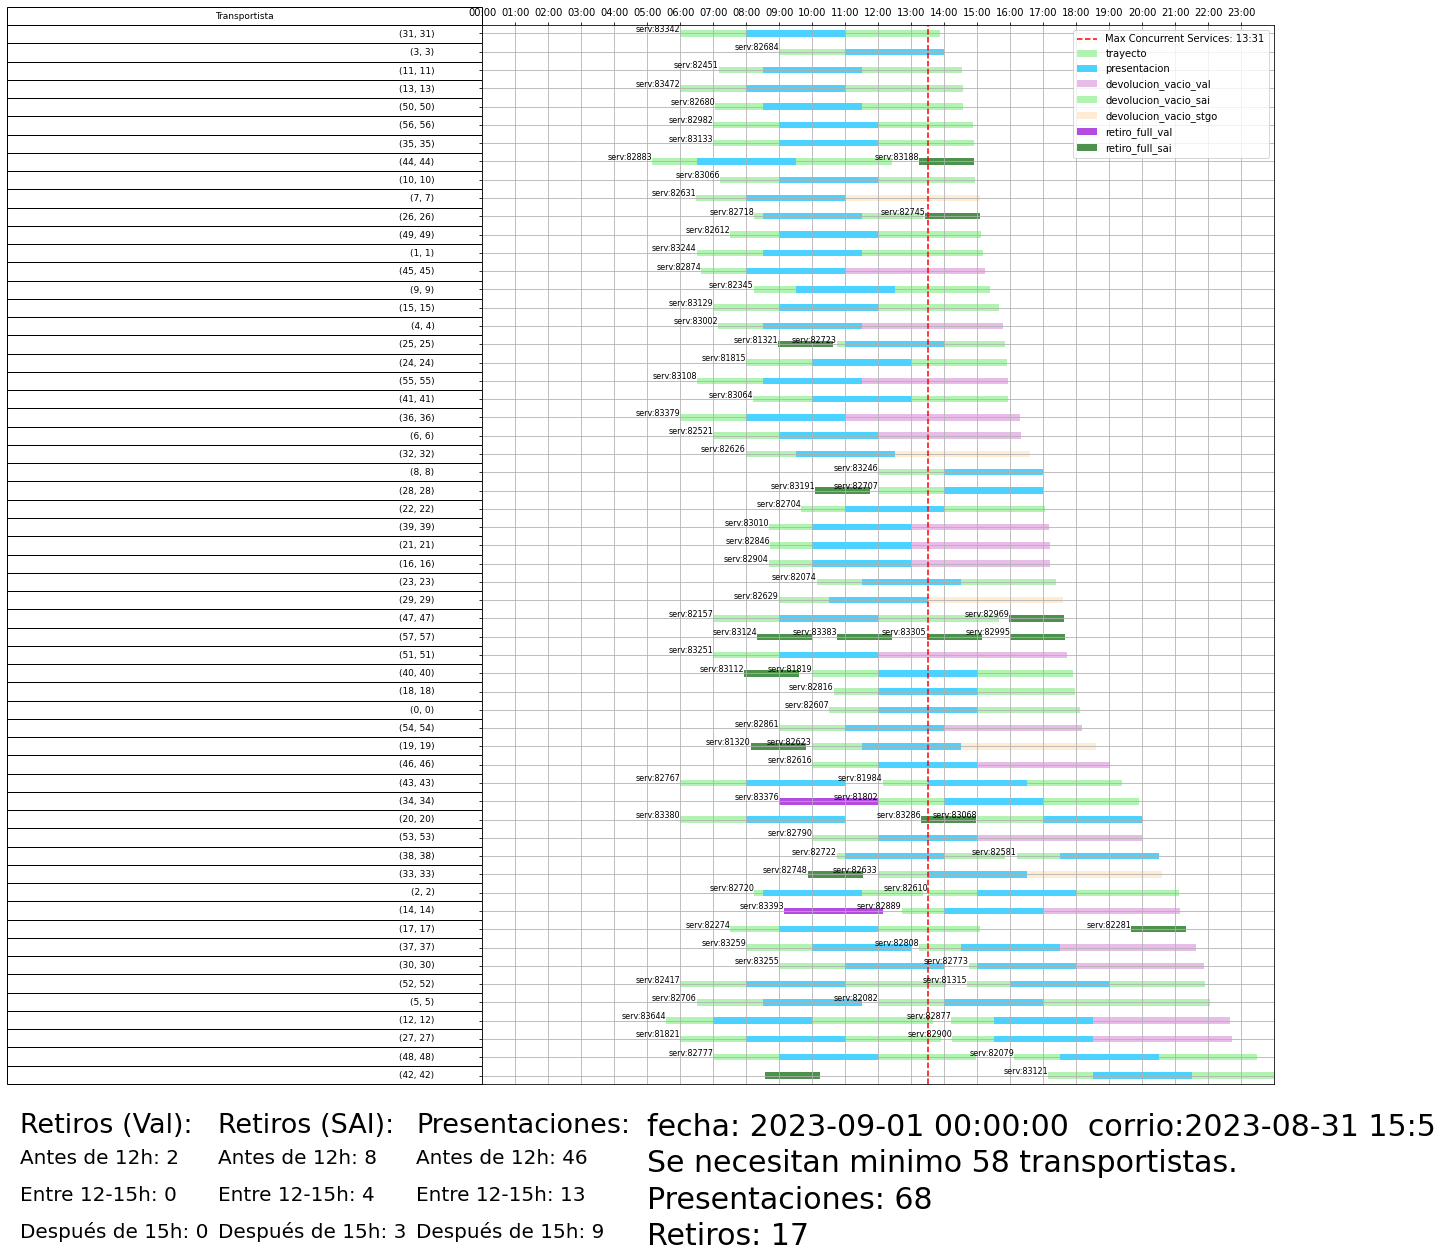 Transportista
00:00 01:00 02:00 03:00 04:00 05:00 06:00 07:00 08:00 09:00 10:00 11:00 12:00 13:00 14:00 15:00 16:00 17:00 18:00 19:00 20:00 21:00 22:00 23:00
Max Concurrent Services: 13:31
trayecto
presentacion
devolucion_vacio_val
devolucion_vacio_sai
devolucion_vacio_stgo
retiro_full_val
retiro_full_sai
(31, 31) serv:83342
(3, 3) serv:82684
(11, 11) serv:82451
(13, 13) serv:83472
(50, 50) serv:82680
(56, 56) serv:82982
(35, 35) serv:83133
(44, 44) serv:82883 serv:83188
(10, 10) serv:83066
(7, 7) serv:82631
(26, 26) serv:82718 serv:82745
(49, 49) serv:82612
(1, 1) serv:83244
(45, 45) serv:82874
(9, 9) serv:82345
(15, 15) serv:83129
(4, 4) serv:83002
(25, 25) serv:81321 serv:82723
(24, 24) serv:81815
(55, 55) serv:83108
(41, 41) serv:83064
(36, 36) serv:83379
(6, 6) serv:82521
(32, 32) serv:82626
(8, 8) serv:83246
(28, 28) serv:83191 serv:82707
(22, 22) serv:82704
(39, 39) serv:83010
(21, 21) serv:82846
(16, 16) serv:82904
(23, 23) serv:82074
(29, 29) serv:82629
(47, 47) serv:82157 serv:82969
(57, 57) serv:83124 serv:83383 serv:83305 serv:82995
(51, 51) serv:83251
(40, 40) serv:83112 serv:81819
(18, 18) serv:82816
(0, 0) serv:82607
(54, 54) serv:82861
(19, 19) serv:81320 serv:82623
(46, 46) serv:82616
(43, 43) serv:82767 serv:81984
(34, 34) serv:83376 serv:81802
(20, 20) serv:83380 serv:83286 serv:83068
(53, 53) serv:82790
(38, 38) serv:82722 serv:82581
(33, 33) serv:82748 serv:82633
(2, 2) serv:82720 serv:82610
(14, 14) serv:83393 serv:82889
(17, 17) serv:82274 serv:82281
(37, 37) serv:83259 serv:82808
(30, 30) serv:83255 serv:82773
(52, 52) serv:82417 serv:81315
(5, 5) serv:82706 serv:82082
(12, 12) serv:83644 serv:82877
(27, 27) serv:81821 serv:82900
(48, 48) serv:82777 serv:82079
(42, 42) serv:83121
Retiros (Val):
Antes de 12h: 2
Entre 12-15h: 0
Después de 15h: 0
Retiros (SAI):
Antes de 12h: 8
Entre 12-15h: 4
Después de 15h: 3
Presentaciones:
Antes de 12h: 46
Entre 12-15h: 13
Después de 15h: 9
fecha: 2023-09-01 00:00:00 corrio:2023-08-31 15:5
Se necesitan minimo 58 transportistas.
Presentaciones: 68
Retiros: 17